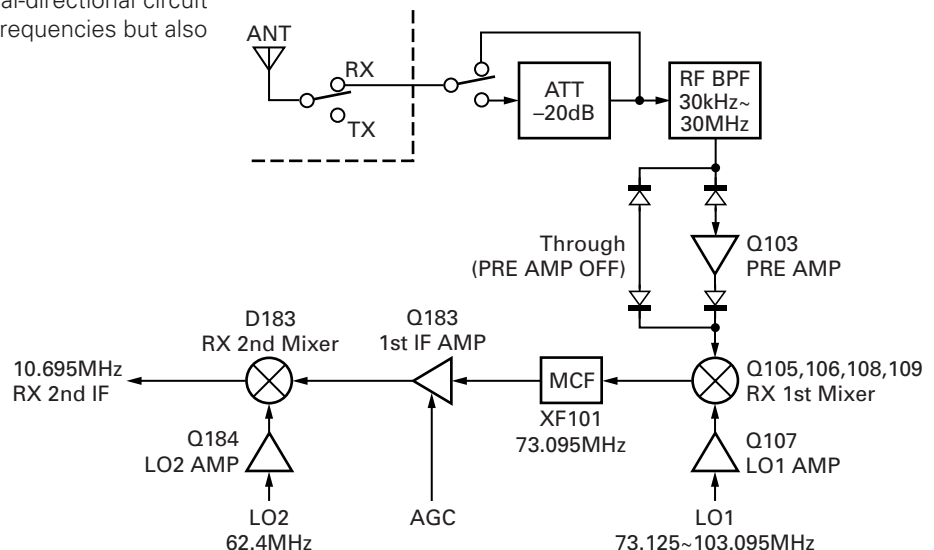 al-directional circuit
requencies but also
ANT
RX
TX
ATT
–20dB
RF BPF
30kHz~
30MHz
Through
(PRE AMP OFF)
Q103
PRE AMP
D183
RX 2nd Mixer
Q183
1st IF AMP
10.695MHz
RX 2nd IF
MCF
XF101
73.095MHz
Q105,106,108,109
RX 1st Mixer
Q184
LO2 AMP
Q107
LO1 AMP
LO2
62.4MHz
AGC
LO1
73.125~103.095MHz